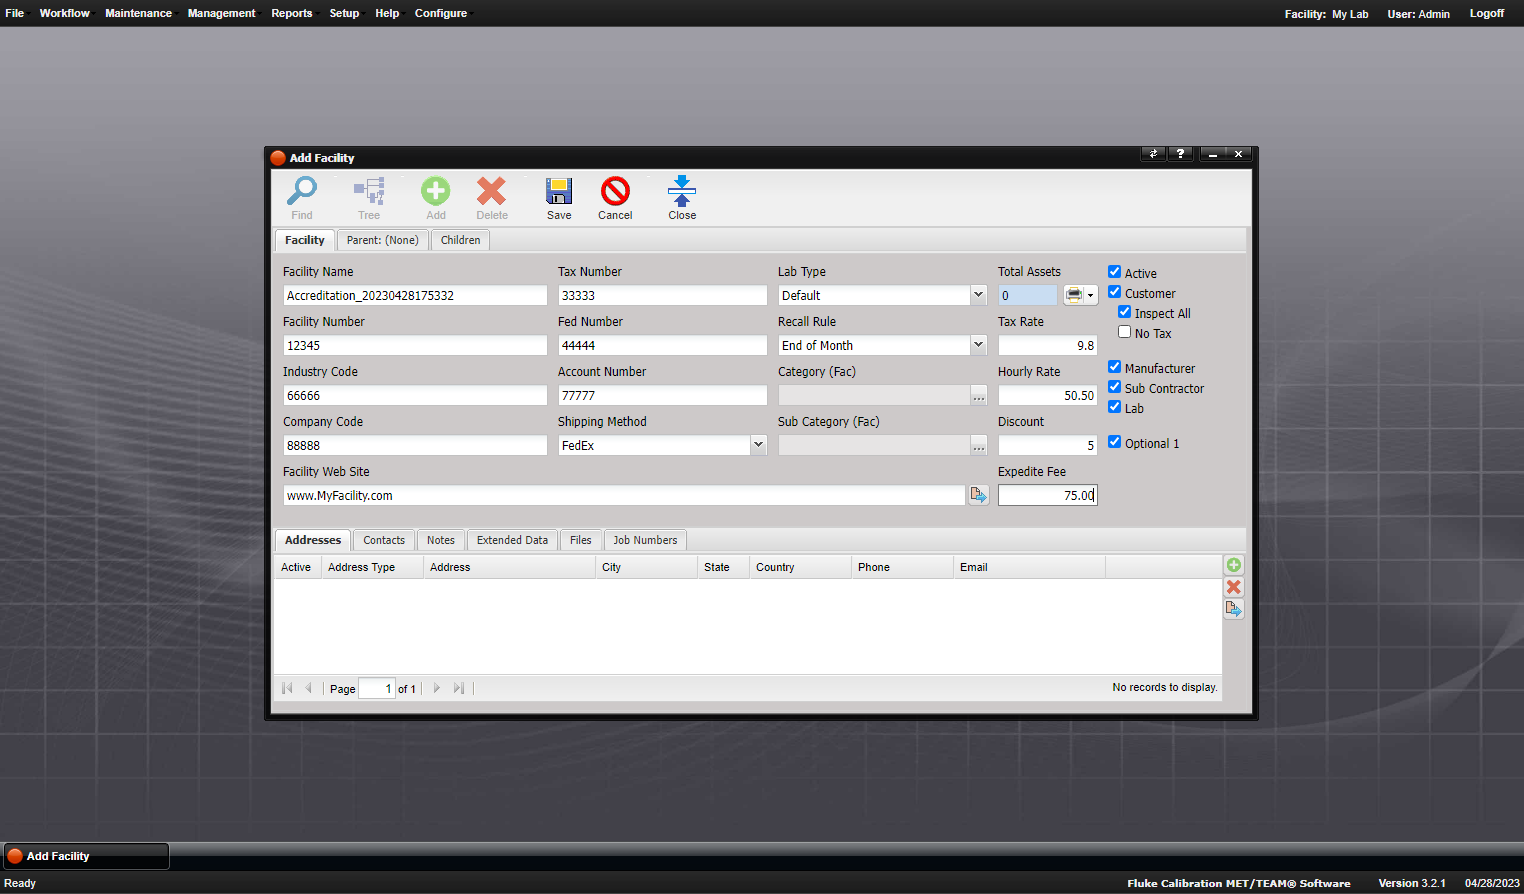 File Workflow Maintenance Management Reports Setup Help Configure Facility: My Lab User: Admin Logoff
Add Facility
Find Tree Add Delete Save Cancel Close
Facility Parent: (None) Children
Facility Name Tax Number Lab Type Total Assets Active
Accreditation_20230428175332 33333 Default 0 Customer
Inspect All
Facility Number Fed Number Recall Rule Tax Rate No Tax
12345 44444 End of Month 9.8
Industry Code Account Number Category (Fac) Hourly Rate Manufacturer
66666 77777 ... 50.50 Sub Contractor
Lab
Company Code Shipping Method Sub Category (Fac) Discount
88888 FedEx ... 5 Optional 1
Facility Web Site Expedite Fee
www.MyFacility.com 75.00
Addresses Contacts Notes Extended Data Files Job Numbers
Active Address Type Address City State Country Phone Email
Page 1 of 1 No records to display.
Add Facility
Ready Fluke Calibration MET/TEAM® Software Version 3.2.1 04/28/2023